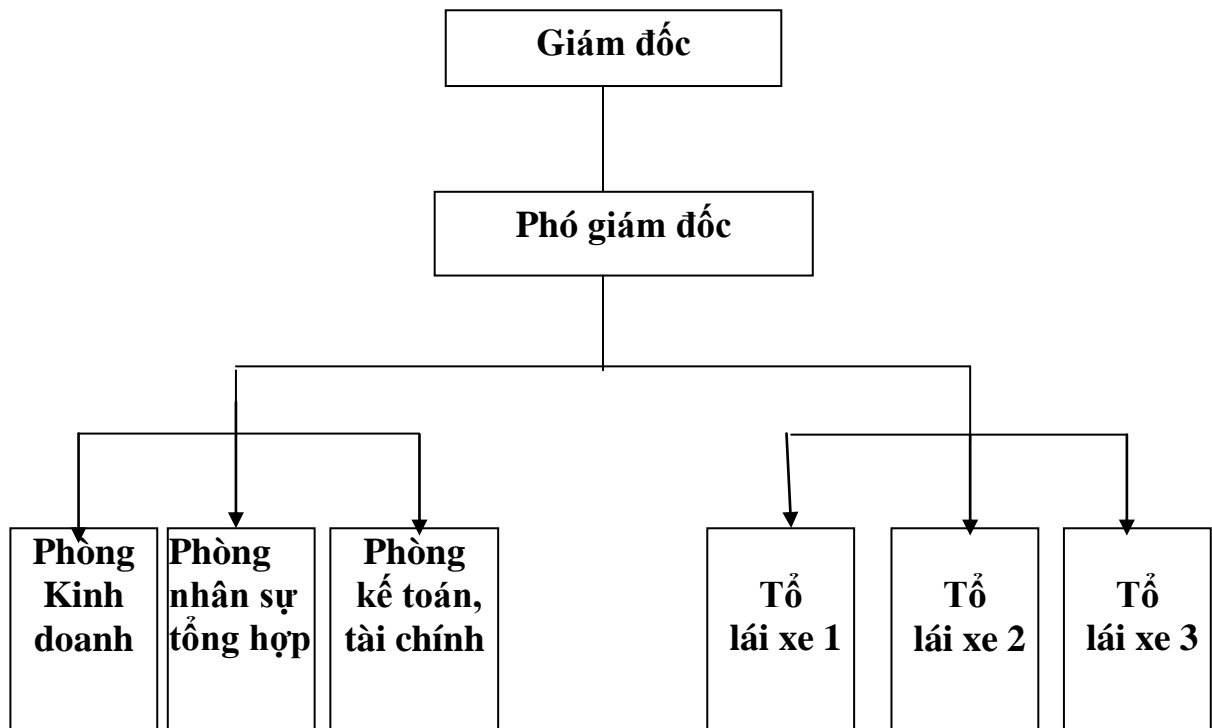 Giám đốc
Phó giám đốc
Phòng
Kinh
doanh
Phòng
nhân sự
tổng hợp
Phòng
kế toán,
tài chính
Tổ
lái xe 1
Tổ
lái xe 2
Tổ
lái xe 3